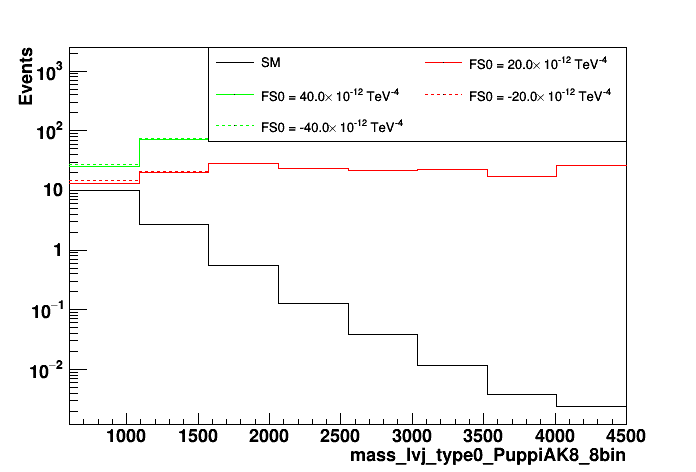 Events
10³
10²
10
1
10⁻¹
10⁻²
SM
FS0 = 20.0× 10⁻¹² TeV⁻⁴
FS0 = 40.0× 10⁻¹² TeV⁻⁴
FS0 = -20.0× 10⁻¹² TeV⁻⁴
FS0 = -40.0× 10⁻¹² TeV⁻⁴
1000 1500 2000 2500 3000 3500 4000 4500
mass_lvj_type0_PuppiAK8_8bin